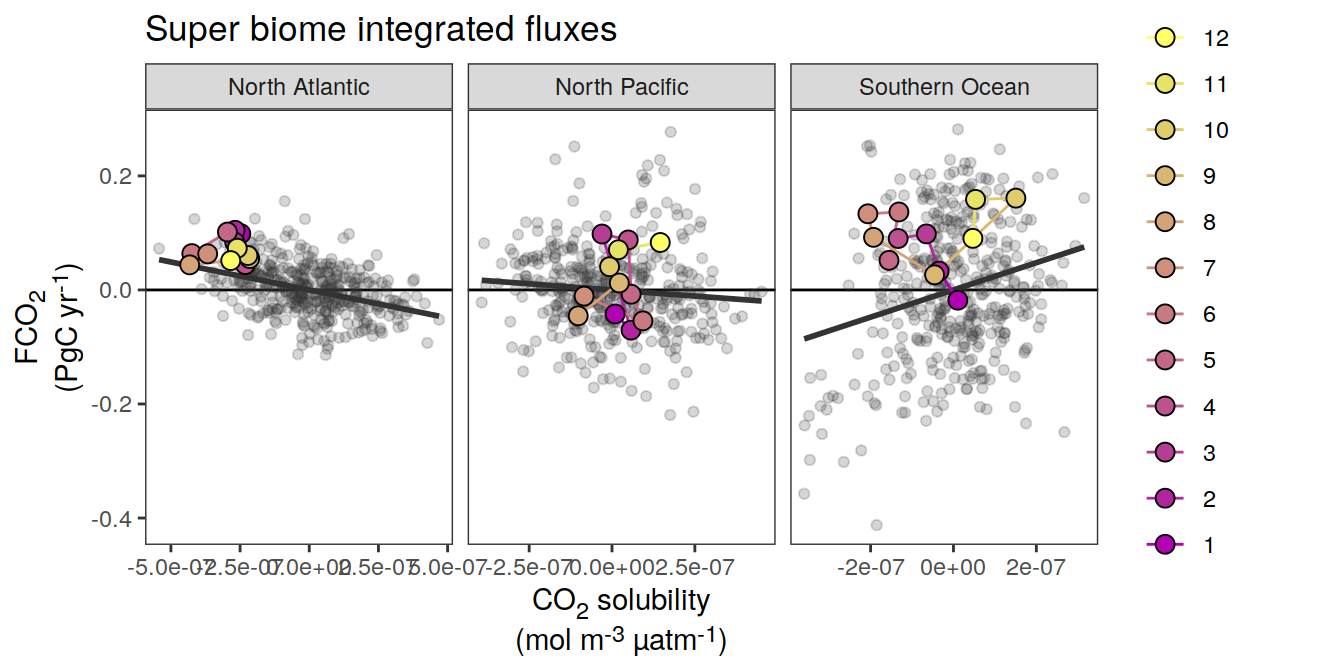 Super biome integrated fluxes
North Atlantic
North Pacific
Southern Ocean
FCO2
(PgC yr-1)
0.2
0.0
-0.2
-0.4
-5.0e-07 -2.5e-07 0.0e+00 2.5e-07 5.0e-07
-2.5e-07 0.0e+00 2.5e-07
-2e-07 0e+00 2e-07
CO2 solubility
(mol m-3 µatm-1)
12
11
10
9
8
7
6
5
4
3
2
1